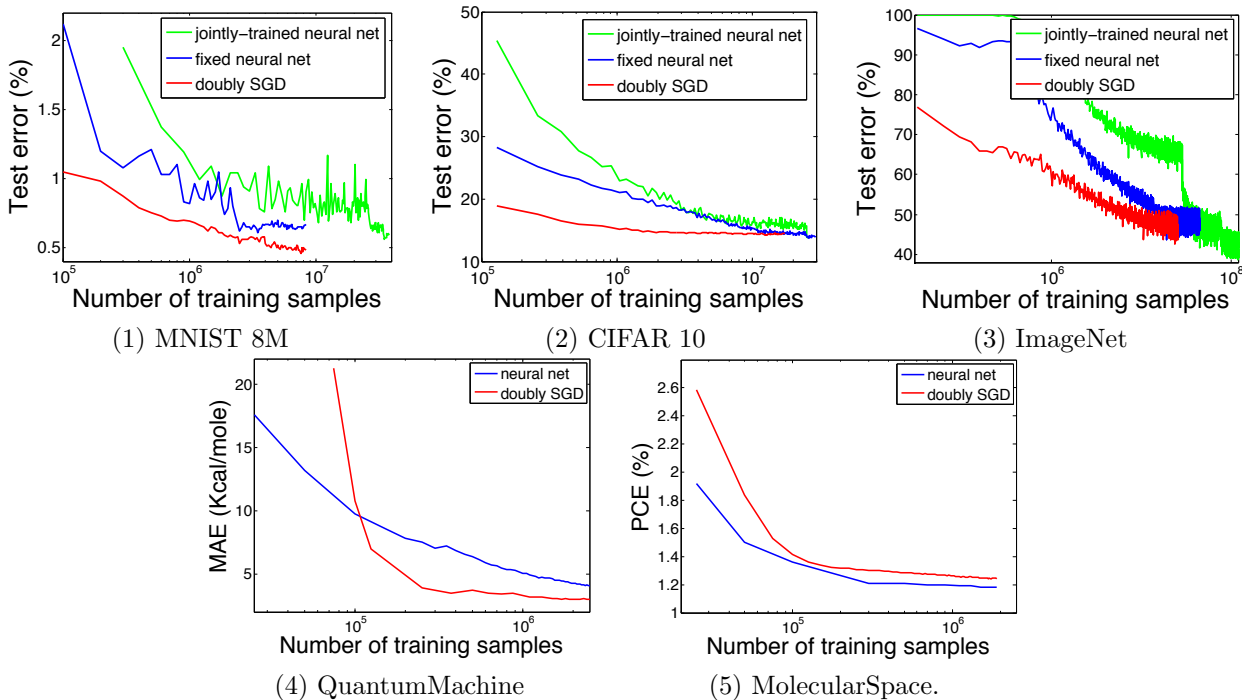 Test error (%)
2
1.5
1
0.5
jointly−trained neural net
fixed neural net
doubly SGD
10^5
10^6
10^7
Number of training samples
(1) MNIST 8M
Test error (%)
50
40
30
20
10
jointly−trained neural net
fixed neural net
doubly SGD
10^5
10^6
10^7
Number of training samples
(2) CIFAR 10
Test error (%)
100
90
80
70
60
50
40
jointly−trained neural net
fixed neural net
doubly SGD
10^6
10^8
Number of training samples
(3) ImageNet
MAE (Kcal/mole)
20
15
10
5
neural net
doubly SGD
10^5
10^6
Number of training samples
(4) QuantumMachine
PCE (%)
2.6
2.4
2.2
2
1.8
1.6
1.4
1.2
1
neural net
doubly SGD
10^5
10^6
Number of training samples
(5) MolecularSpace.